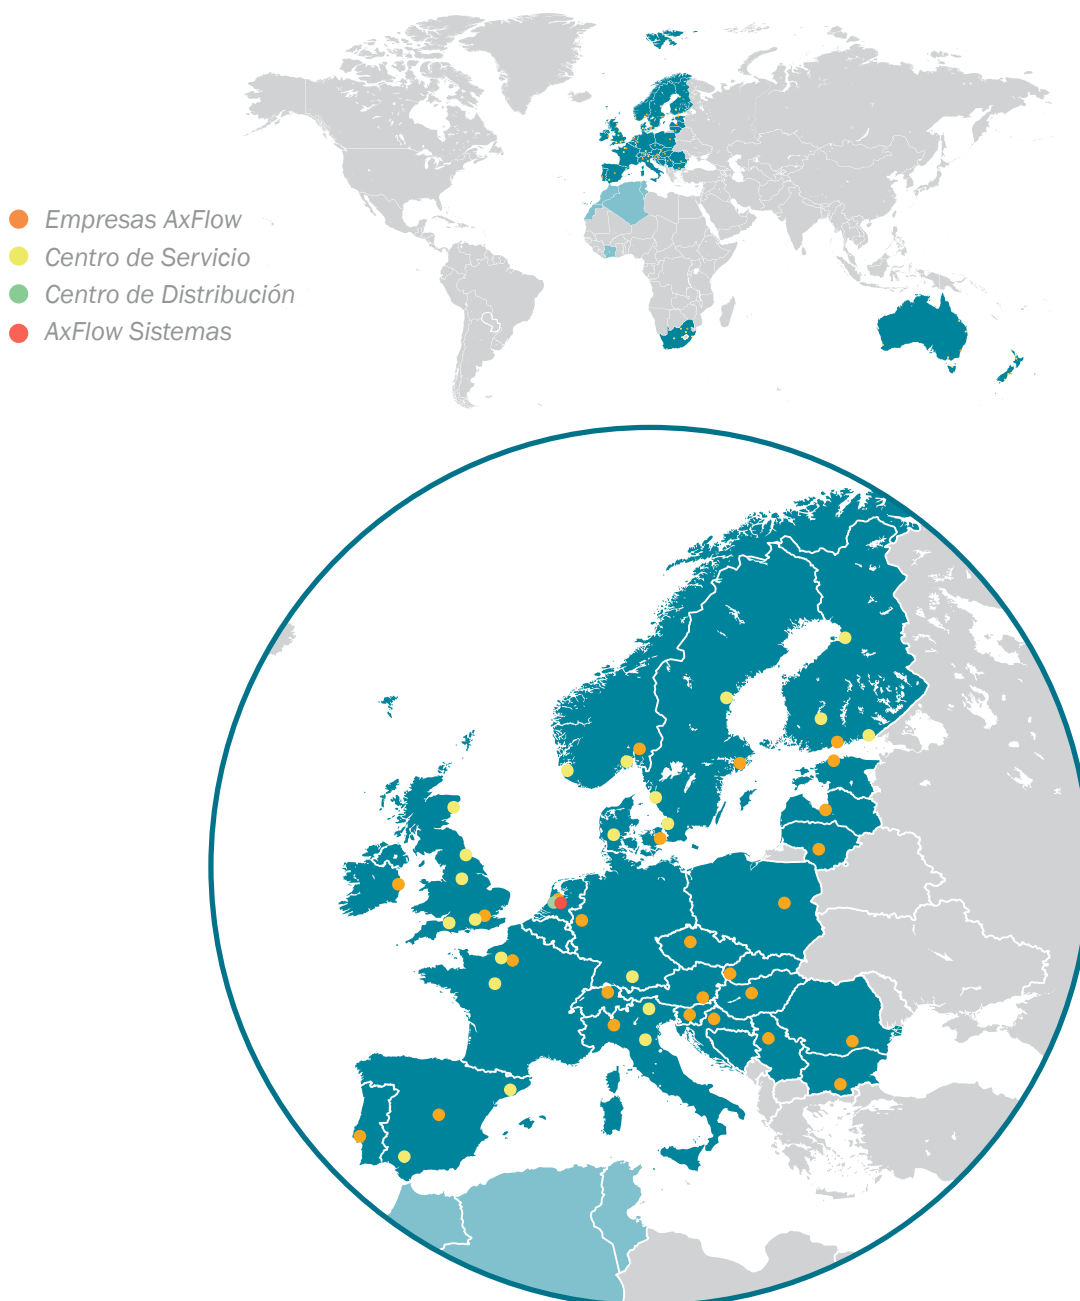 Empresas AxFlow
Centro de Servicio
Centro de Distribución
AxFlow Sistemas